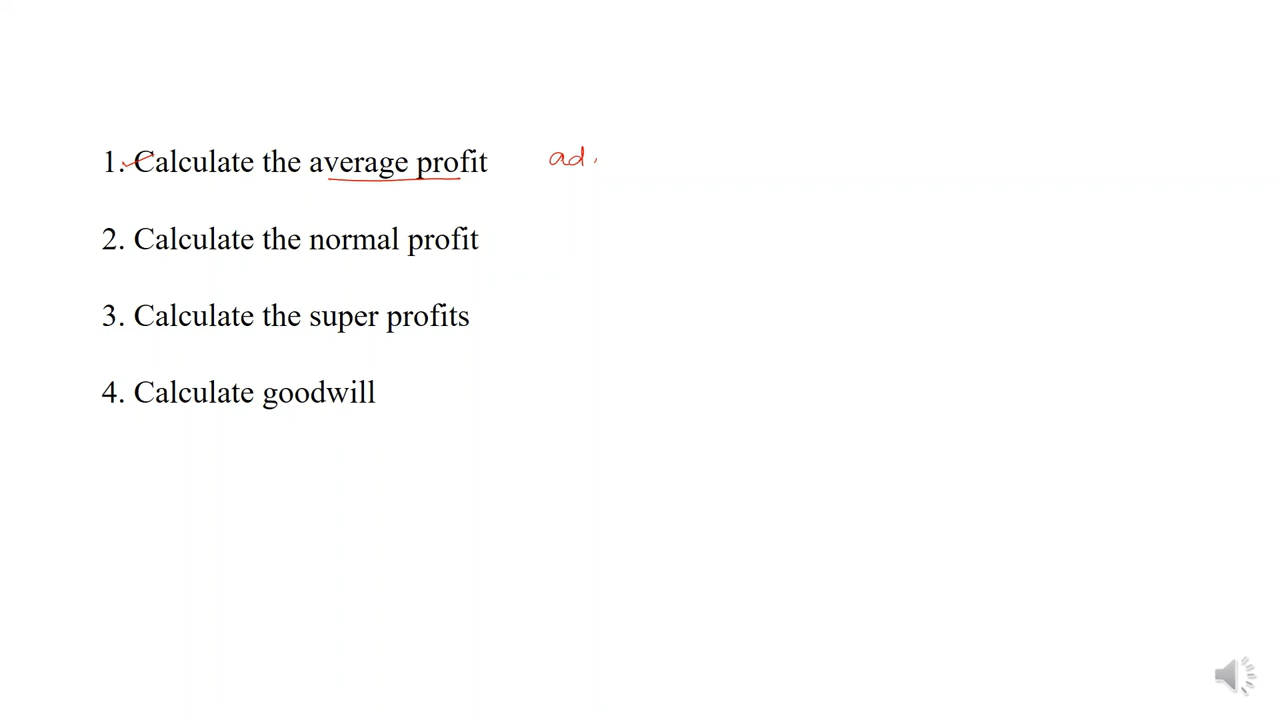 1. Calculate the average profit ad
2. Calculate the normal profit
3. Calculate the super profits
4. Calculate goodwill